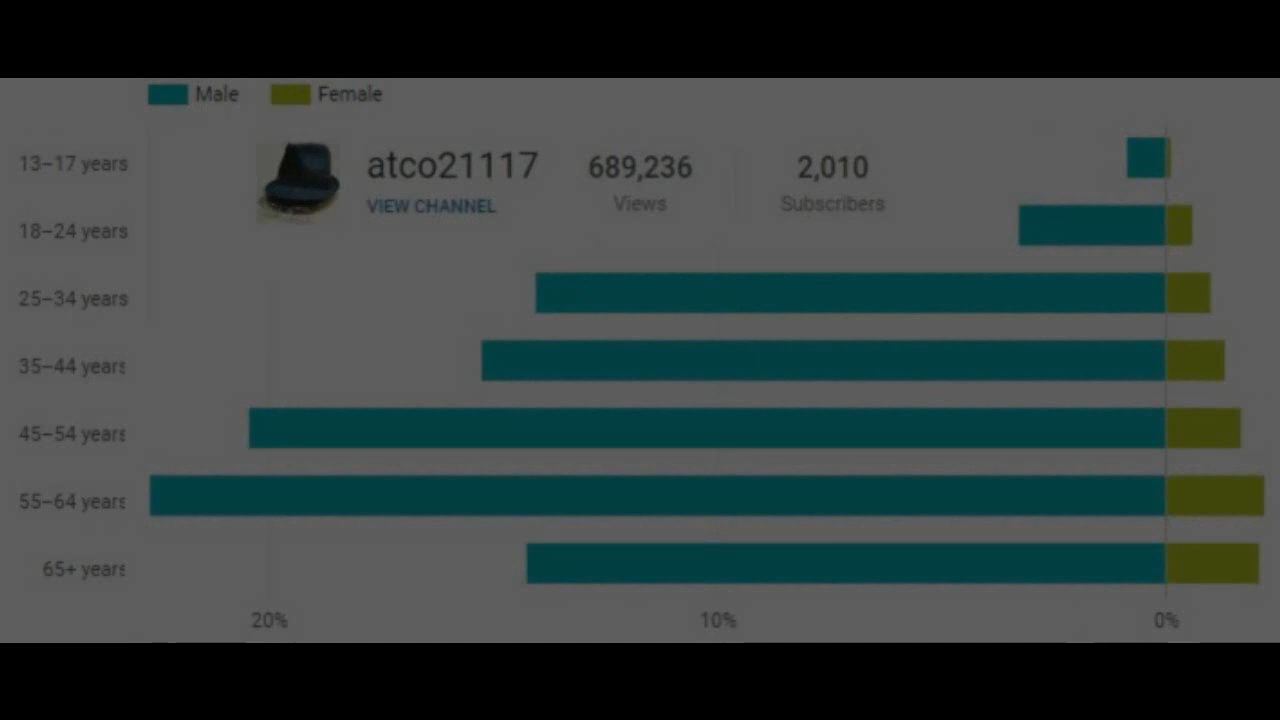 Male Female
13–17 years
atco21117 689,236 2,010
VIEW CHANNEL Views Subscribers
18–24 years
25–34 years
35–44 years
45–54 years
55–64 years
65+ years
20% 10% 0%